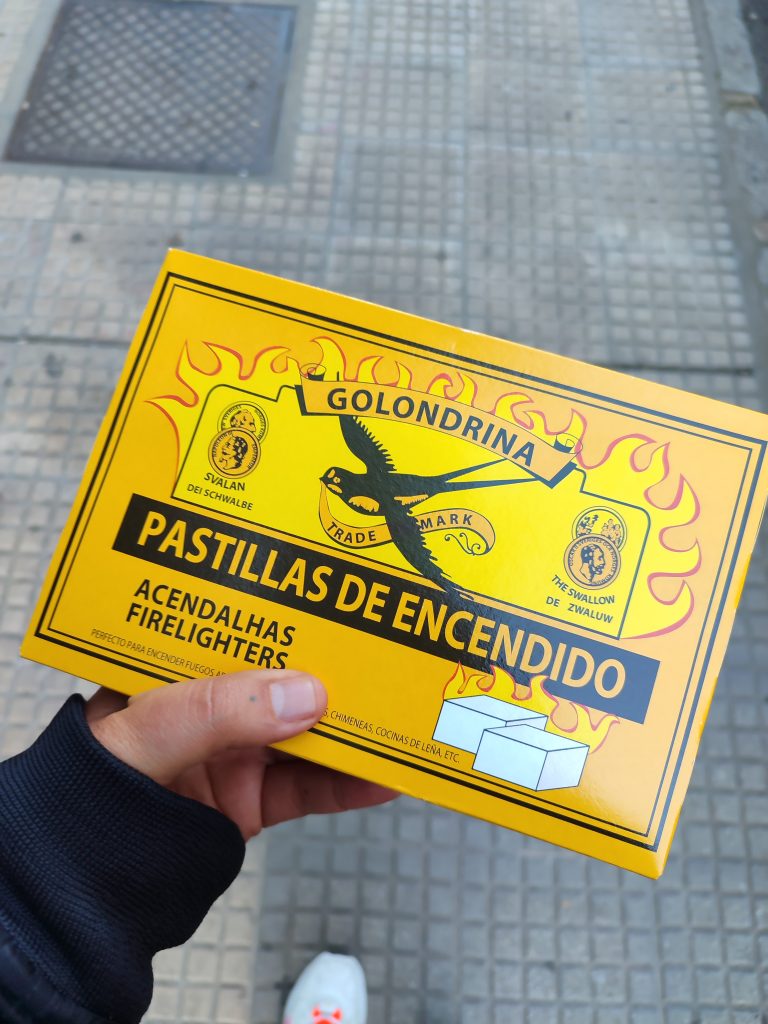 GOLONDRINA
SVALAN
DEI SCHWALBE
TRADE MARK
THE SWALLOW
DE ZWALUW
PASTILLAS DE ENCENDIDO
ACENDALHAS
FIRELIGHTERS
PERFECTO PARA ENCENDER FUEGOS CHIMENEAS, COCINAS DE LEÑA, ETC.